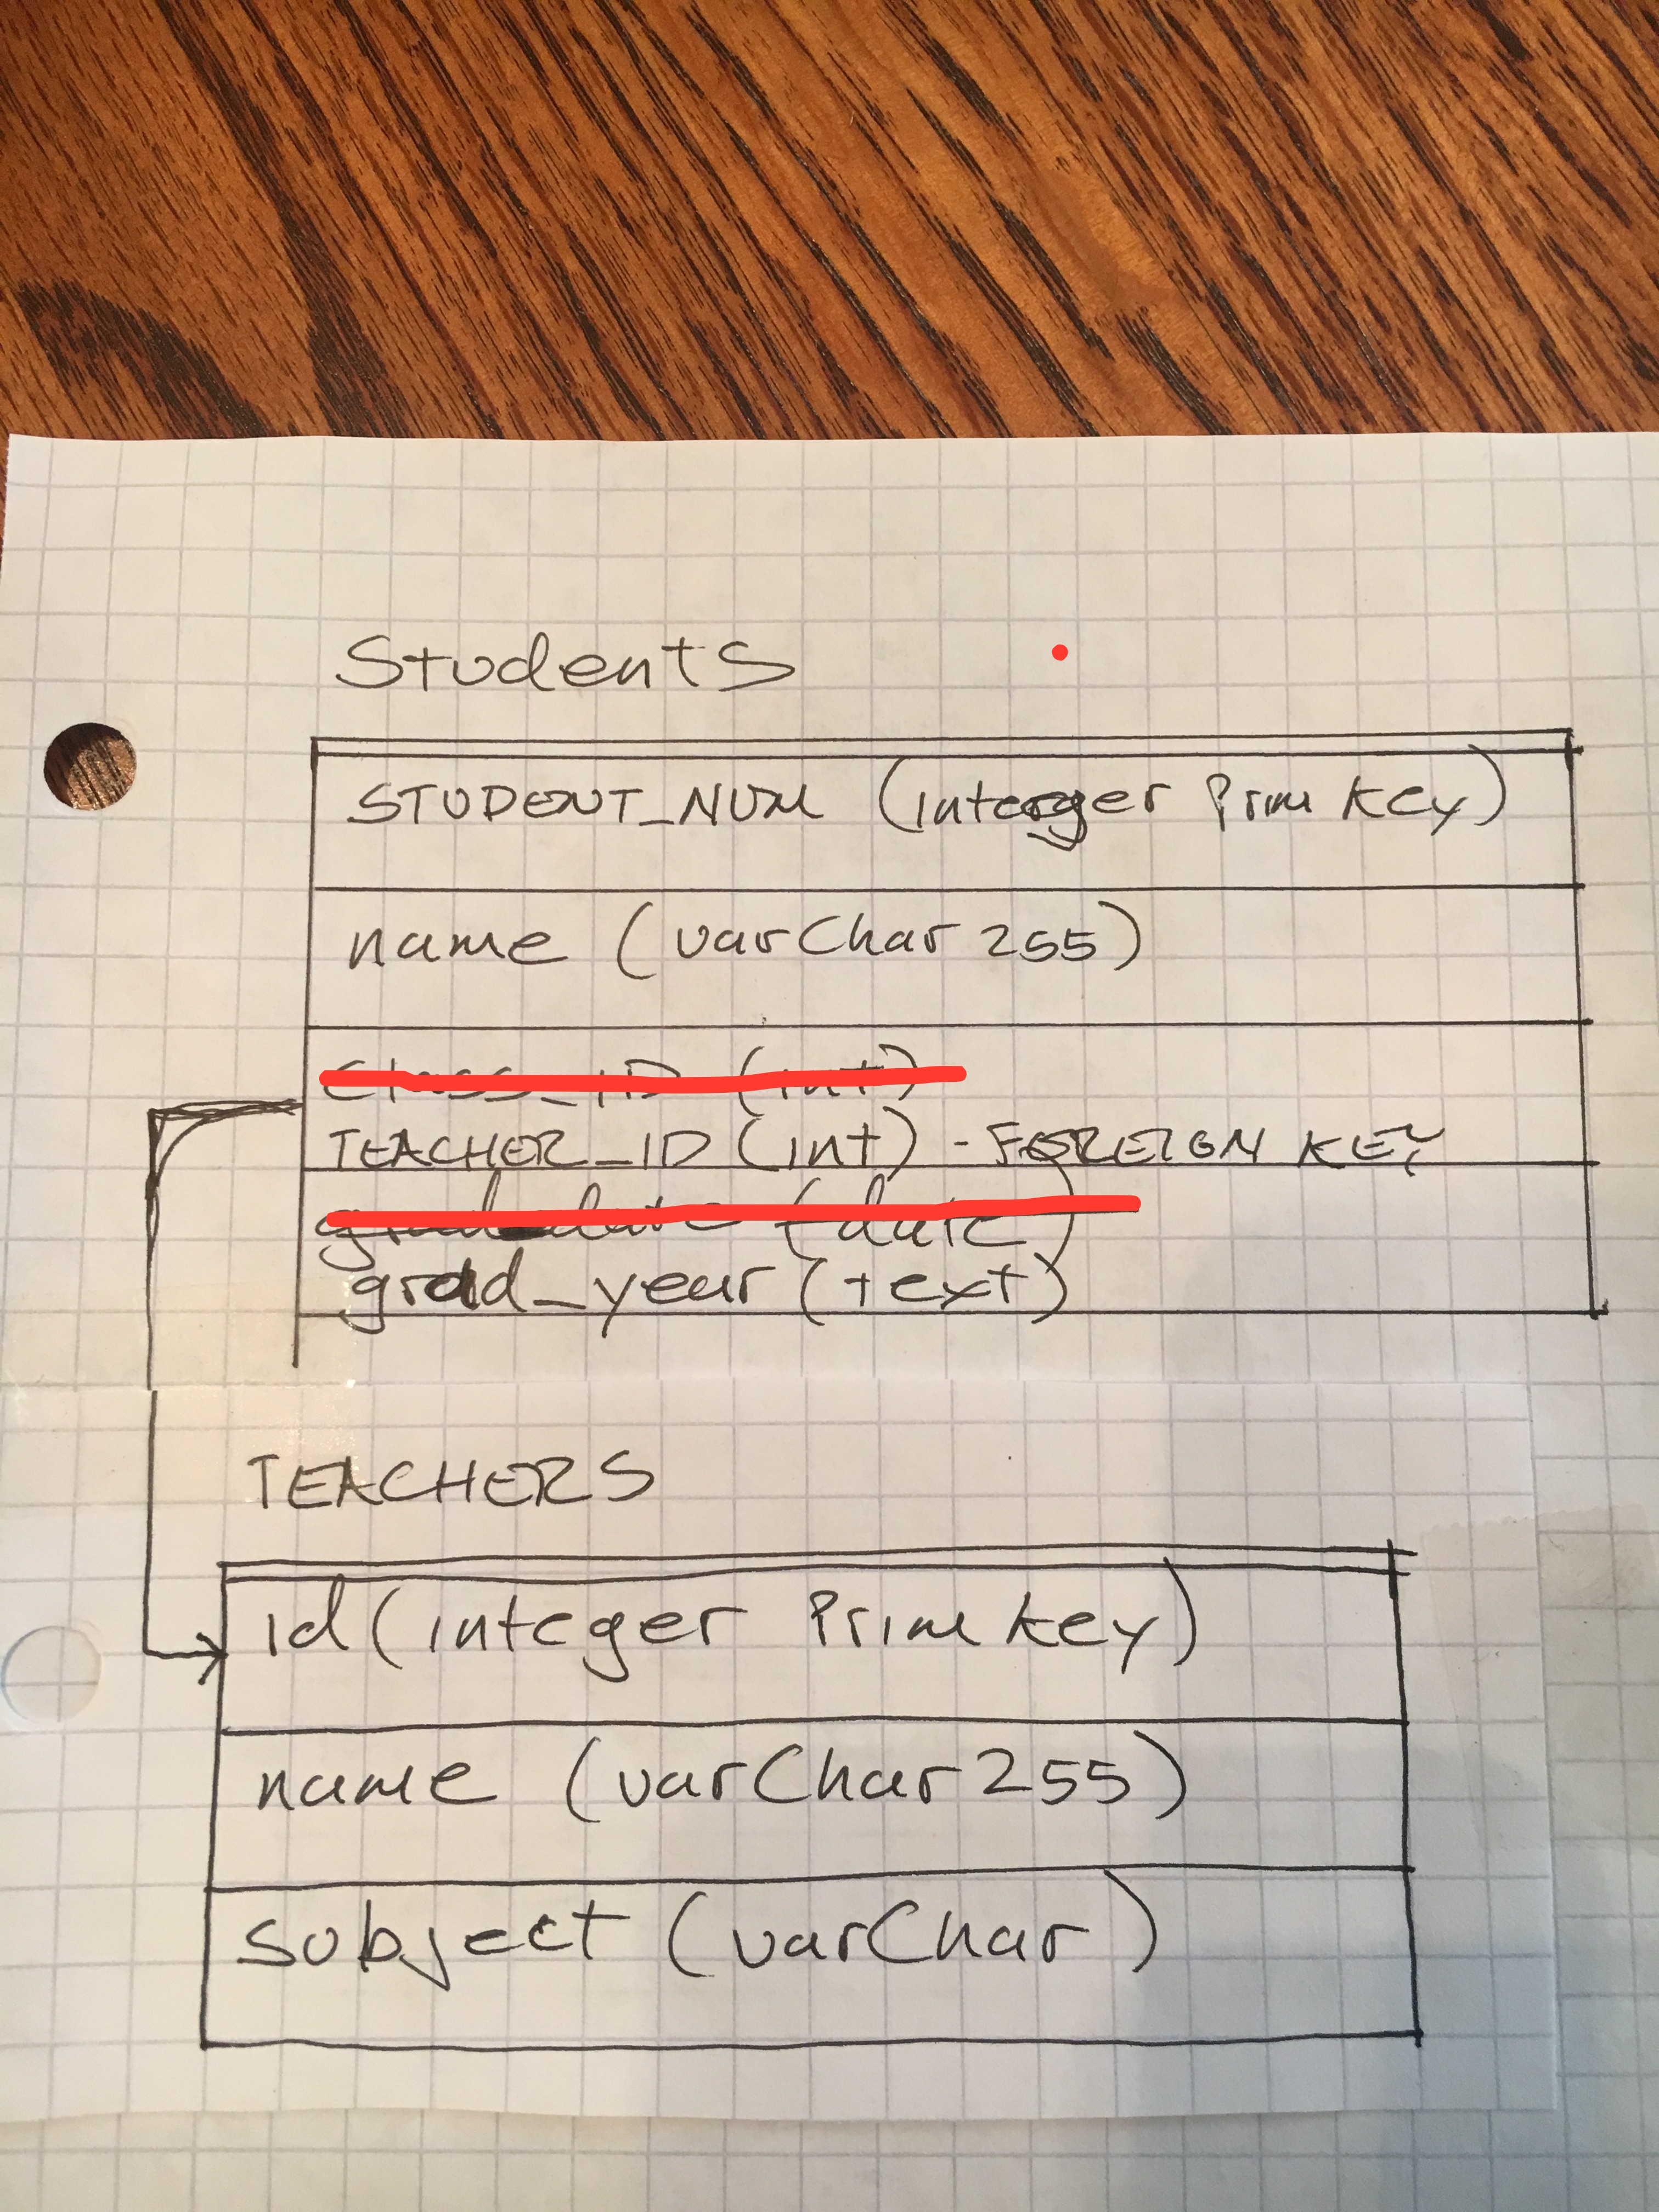 Students
STUDENT_NUM (integer Prim Key)
name (varChar 255)
Class_ID (int)
TEACHER_ID (int) - FOREIGN KEY
grad_date (date)
grad_year (text)
TEACHERS
id (integer Prim key)
name (varChar 255)
subject (varChar)